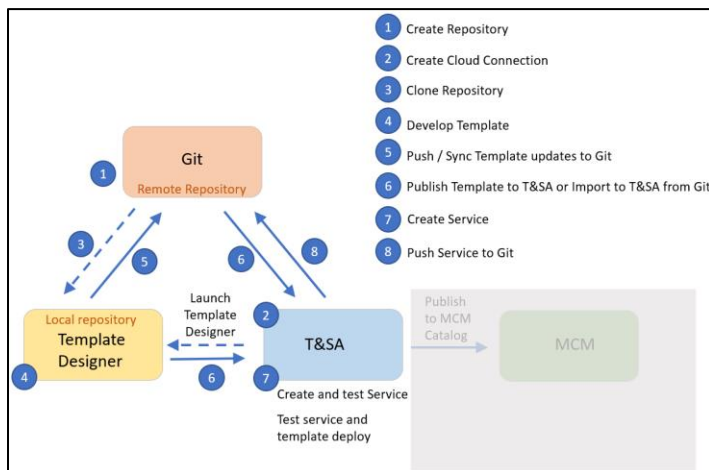 1 Create Repository
2 Create Cloud Connection
3 Clone Repository
4 Develop Template
5 Push / Sync Template updates to Git
6 Publish Template to T&SA or Import to T&SA from Git
7 Create Service
8 Push Service to Git
Git
1
Remote Repository
3
5
6
8
Launch
Template
Designer
Local repository
Template
Designer
4
6
2
T&SA
7
Create and test Service
Test service and
template deploy
Publish
to MCM
Catalog
MCM